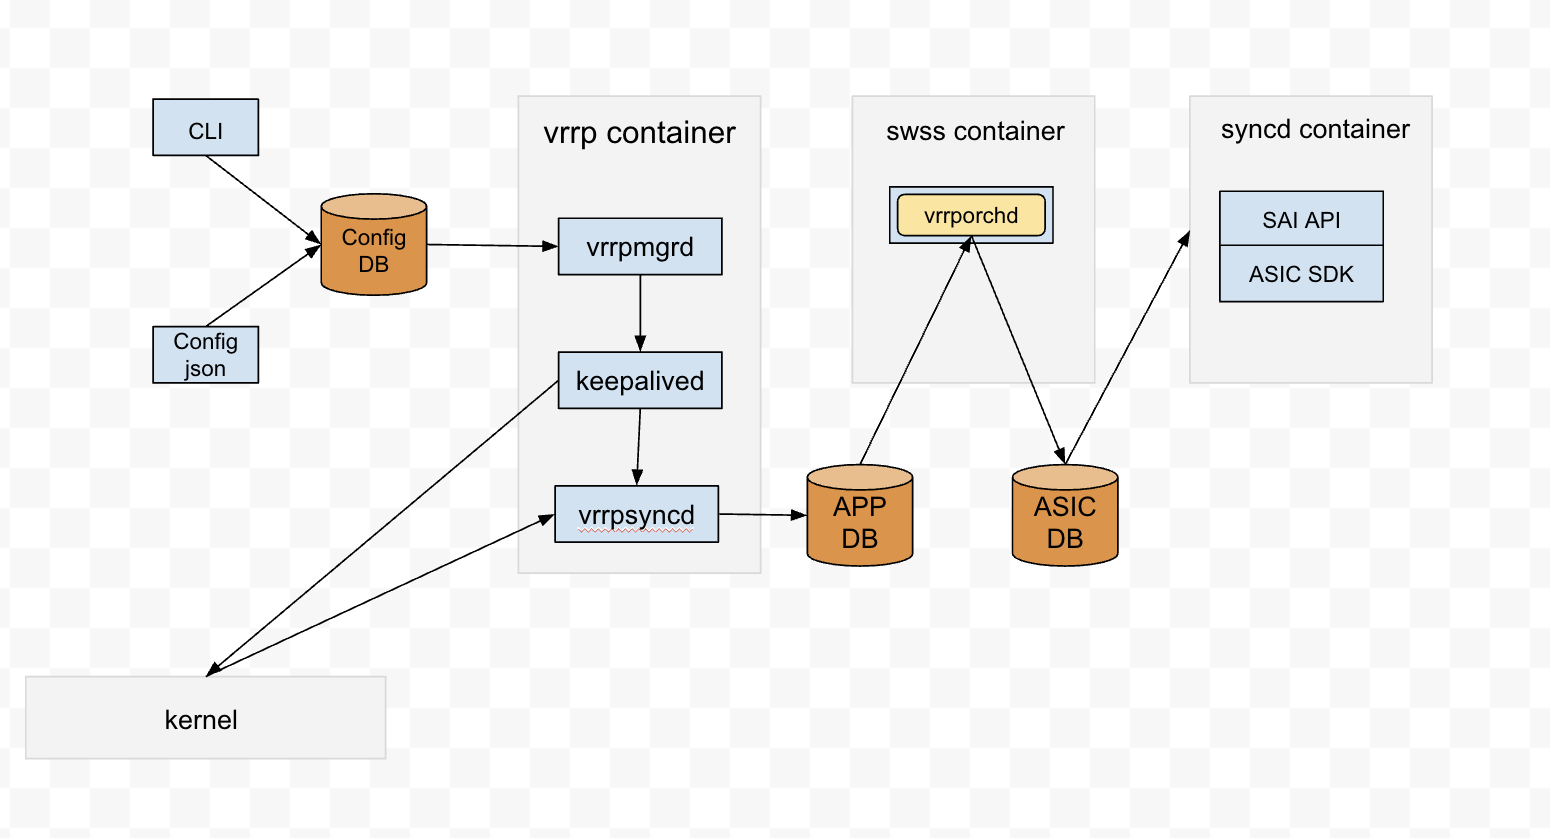 CLI
Config
DB
Config
json
vrrp container
vrrpmgrd
keepalived
vrrpsyncd
swss container
vrrporchd
syncd container
SAI API
ASIC SDK
APP
DB
ASIC
DB
kernel